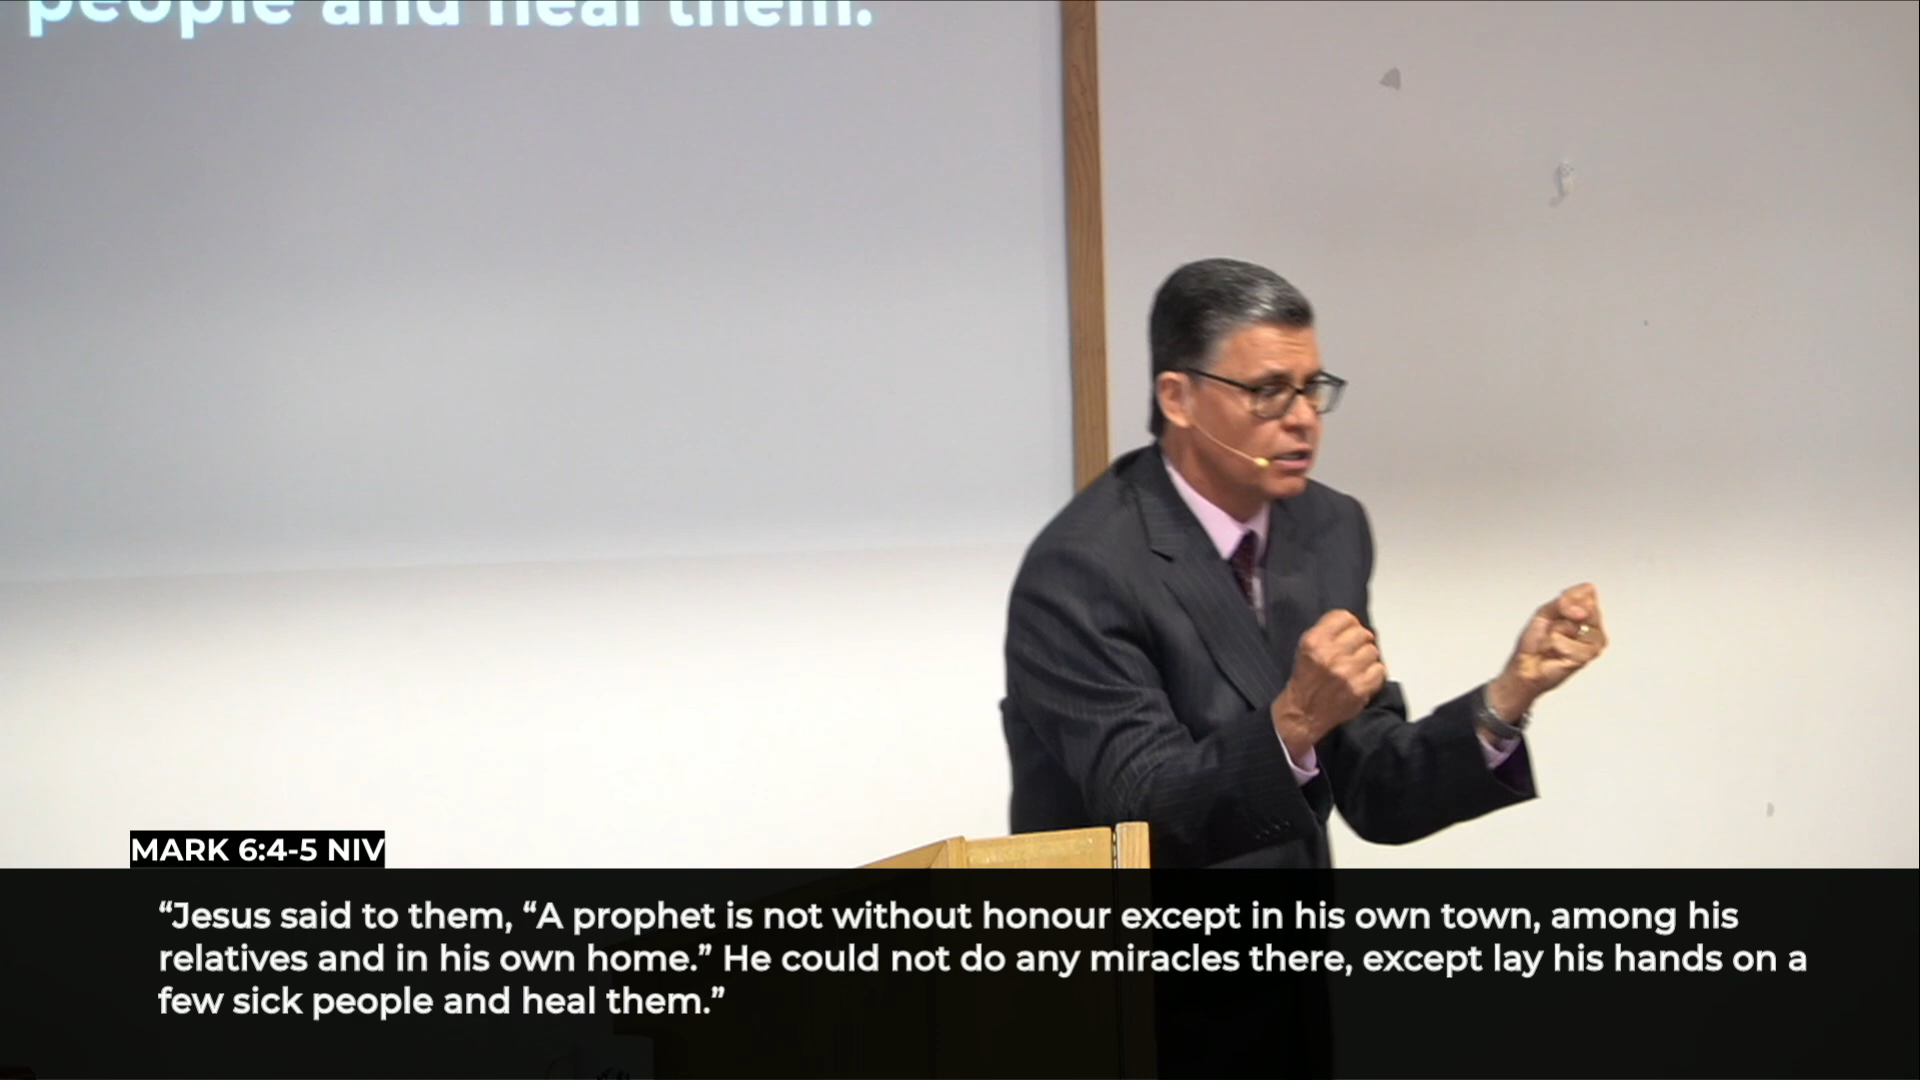 people and heal them.
MARK 6:4-5 NIV
“Jesus said to them, “A prophet is not without honour except in his own town, among his
relatives and in his own home.” He could not do any miracles there, except lay his hands on a
few sick people and heal them.”